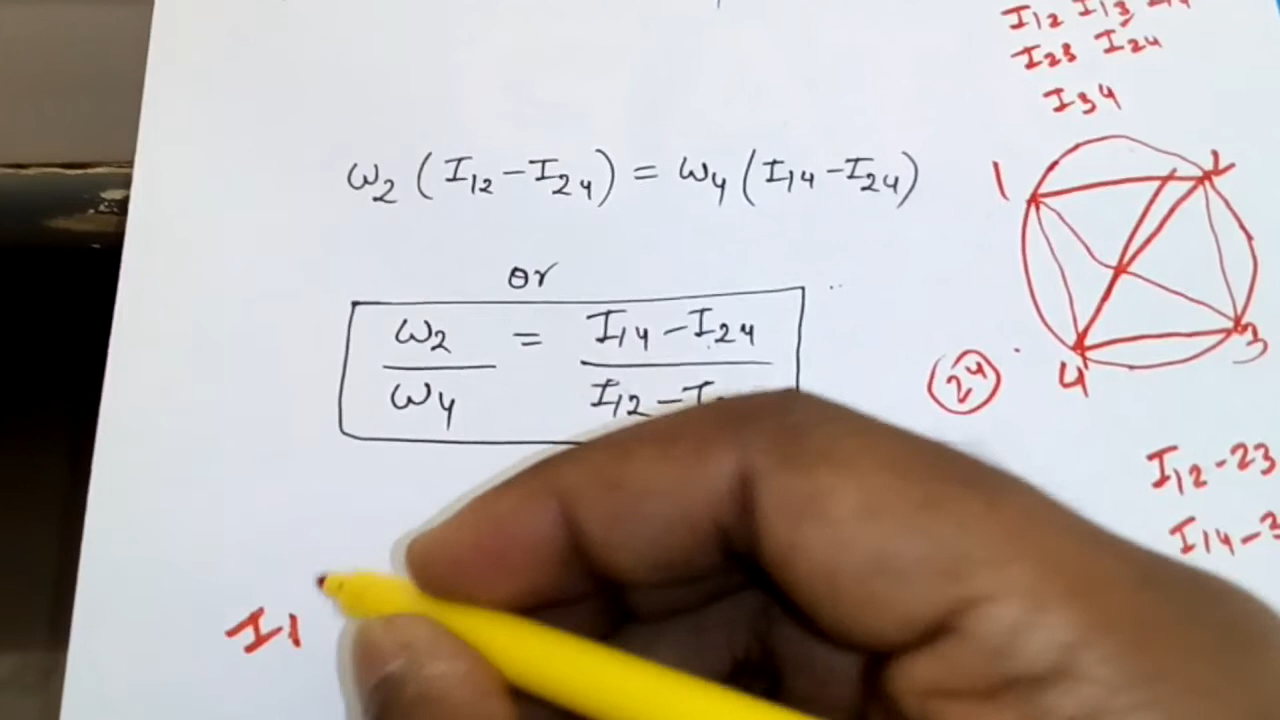 I12 I13
I23 I24
I34
ω2 (I12 - I24) = ω4 (I14 - I24)
or
ω2 / ω4 = I14 - I24 / I12 - I
1 2
4 3
24
I12-23
I14-3
I1